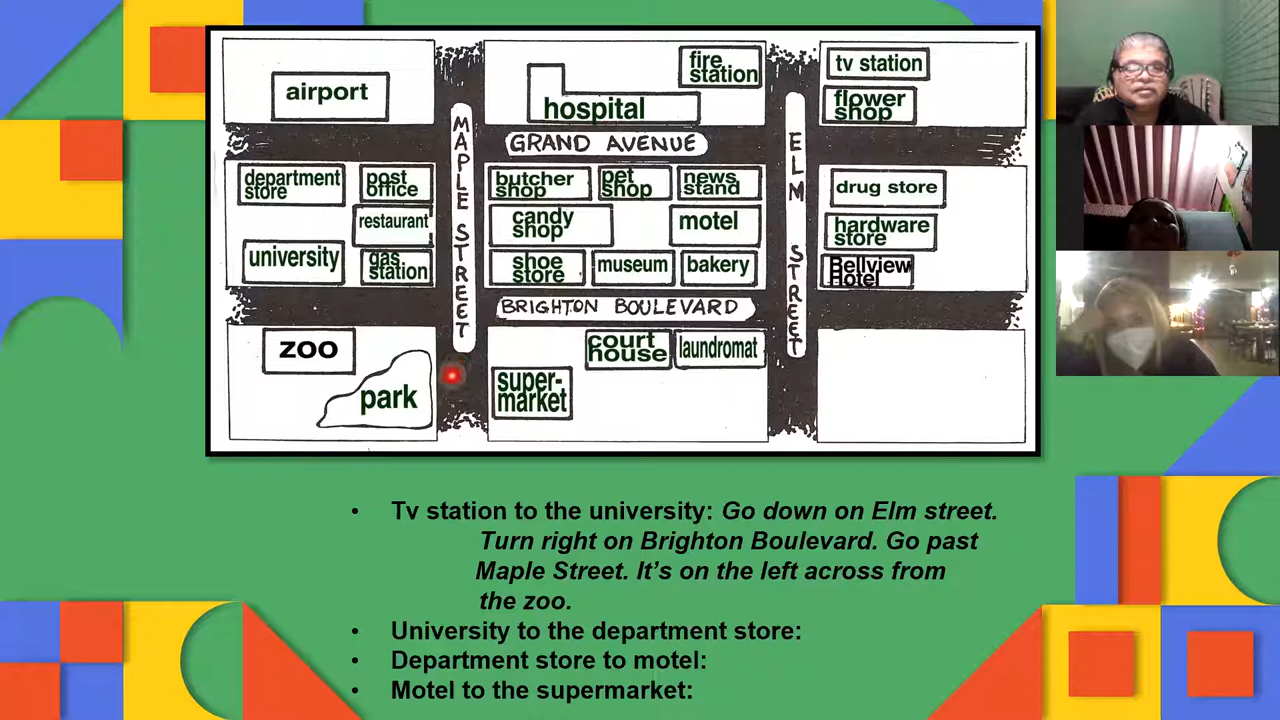 fire
station
tv station
airport
hospital
flower
shop
GRAND AVENUE
MAPLE STREET
ELM STREET
department
store
post
office
butcher
shop
pet
shop
news
stand
drug store
restaurant
candy
shop
motel
hardware
store
university
gas
station
shoe
store
museum
bakery
Bellview
Hotel
BRIGHTON BOULEVARD
zoo
court
house
laundromat
park
super-
market
• Tv station to the university: Go down on Elm street.
Turn right on Brighton Boulevard. Go past
Maple Street. It’s on the left across from
the zoo.
• University to the department store:
• Department store to motel:
• Motel to the supermarket: